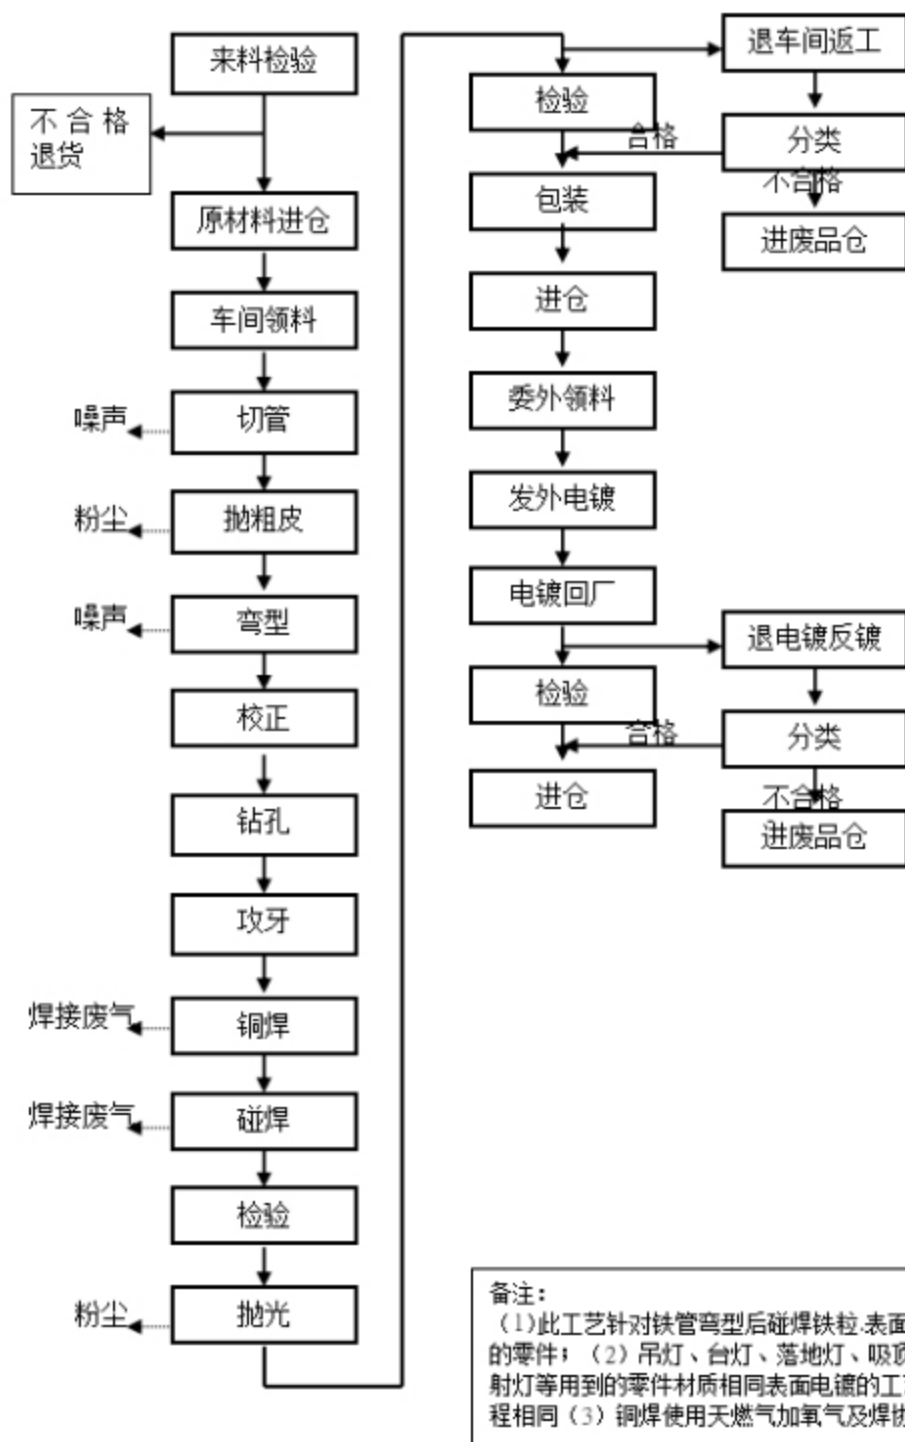 来料检验
不合格
退货
原材料进仓
车间领料
切管
噪声
抛粗皮
粉尘
弯型
噪声
校正
钻孔
攻牙
铜焊
焊接废气
碰焊
焊接废气
检验
抛光
粉尘
退车间返工
检验
分类
合格
不合格
包装
进废品仓
进仓
委外领料
发外电镀
电镀回厂
退电镀反镀
检验
分类
合格
不合格
进仓
进废品仓
备注：
（1)此工艺针对铁管弯型后碰焊铁粒.表面
的零件；（2）吊灯、台灯、落地灯、吸顶
射灯等用到的零件材质相同表面电镀的工
程相同（3）铜焊使用天燃气加氧气及焊